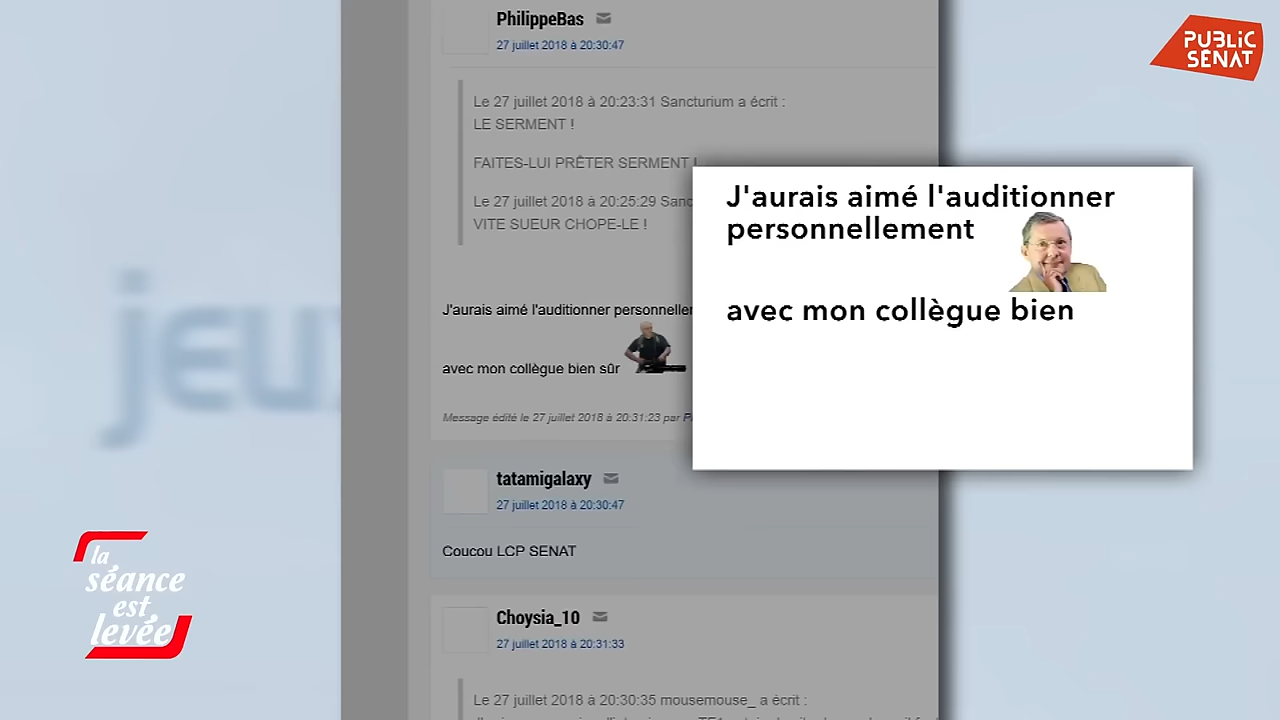 PhilippeBas
27 juillet 2018 à 20:30:47
Le 27 juillet 2018 à 20:23:31 Sancturium a écrit :
LE SERMENT !
FAITES-LUI PRÊTER SERMENT !
Le 27 juillet 2018 à 20:25:29 Sanc
VITE SUEUR CHOPE-LE !
J'aurais aimé l'auditionner personneller
avec mon collègue bien sûr
Message édité le 27 juillet 2018 à 20:31:23 par
tatamigalaxy
27 juillet 2018 à 20:30:47
Coucou LCP SENAT
Choysia_10
27 juillet 2018 à 20:31:33
Le 27 juillet 2018 à 20:30:35 mousemouse_ a écrit :
J'aurais aimé l'auditionner
personnellement
avec mon collègue bien
PUBLIC
SÉNAT
jeux
la
séance
est
levée